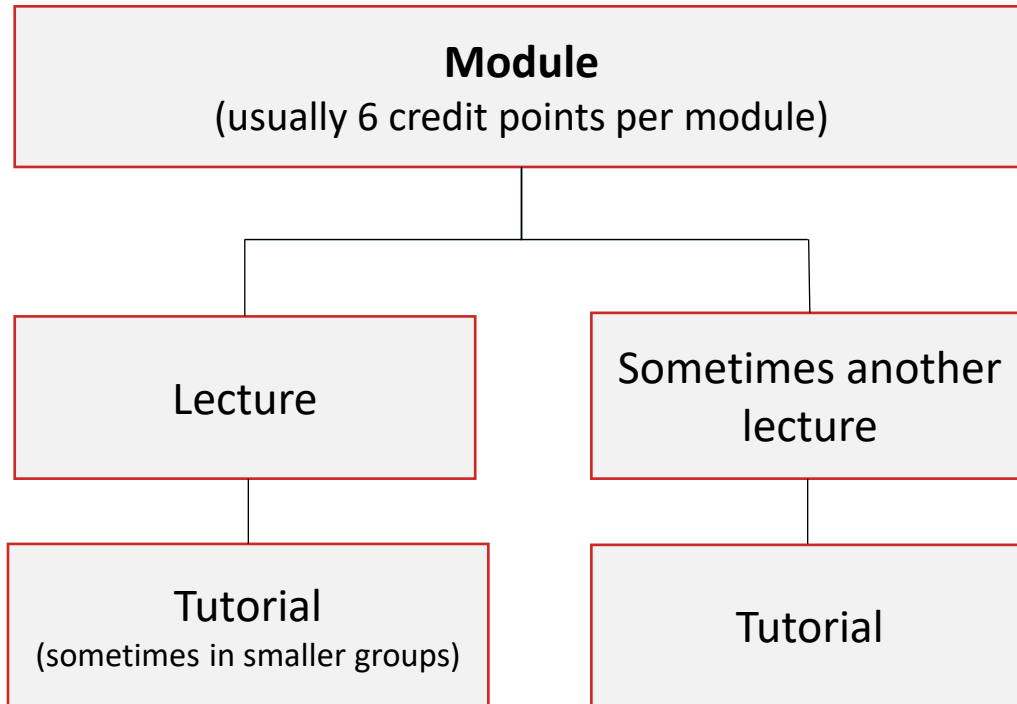 Module
(usually 6 credit points per module)
Lecture
Sometimes another
lecture
Tutorial
(sometimes in smaller groups)
Tutorial